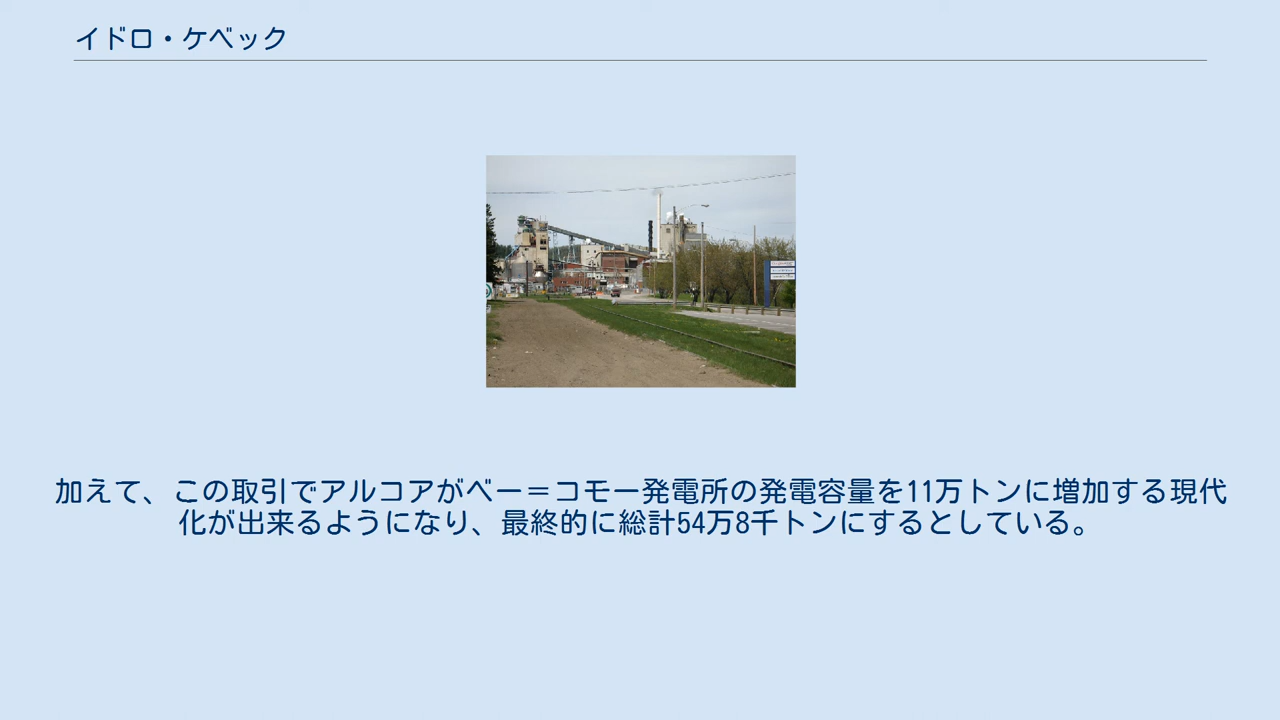 イドロ・ケベック
加えて、この取引でアルコアがベー＝コモー発電所の発電容量を11万トンに増加する現代
化が出来るようになり、最終的に総計54万8千トンにするとしている。